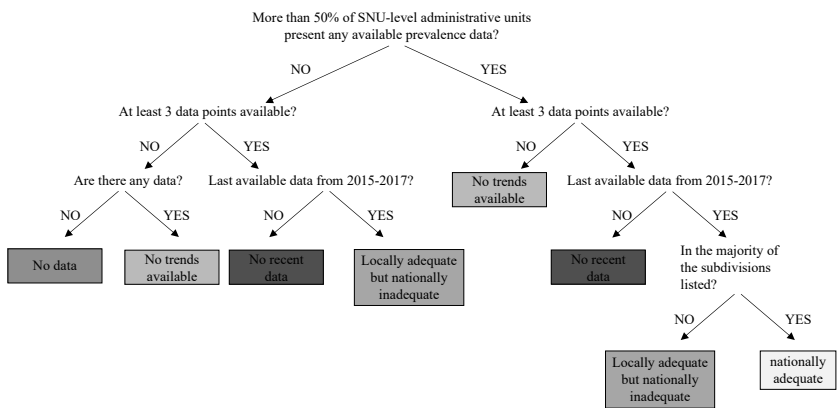 More than 50% of SNU-level administrative units
present any available prevalence data?
NO
YES
At least 3 data points available?
At least 3 data points available?
NO
YES
NO
YES
Are there any data?
Last available data from 2015-2017?
No trends
available
Last available data from 2015-2017?
NO
YES
NO
YES
NO
YES
No data
No trends
available
No recent
data
Locally adequate
but nationally
inadequate
No recent
data
In the majority of
the subdivisions
listed?
NO
YES
Locally adequate
but nationally
inadequate
nationally
adequate